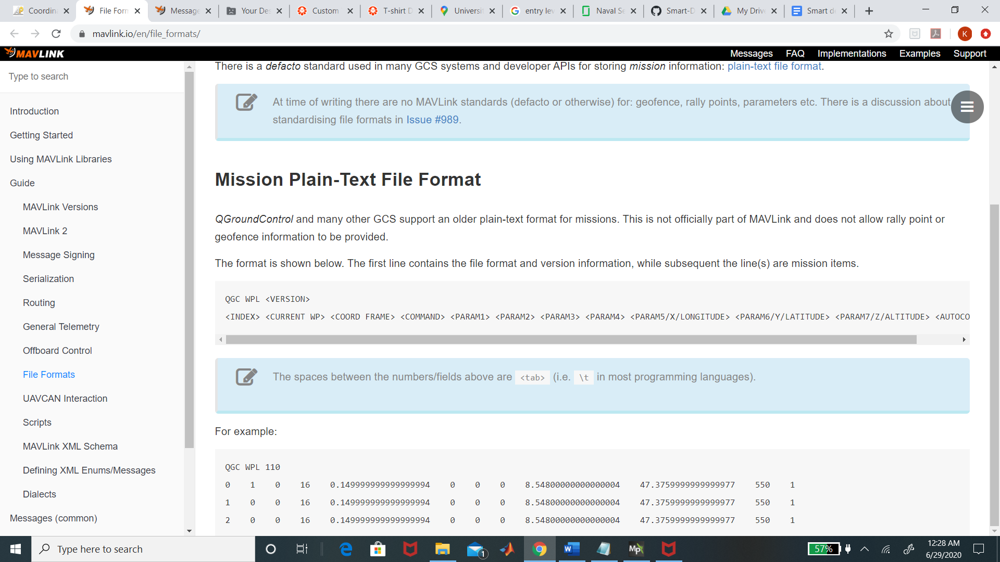 Coordin
File Form
Message
Your De
Custom
T-shirt D
Universit
entry lev
Naval Se
Smart-D
My Driv
Smart d
mavlink.io/en/file_formats/
K
MAVLINK
Messages FAQ Implementations Examples Support
Type to search
Introduction
Getting Started
Using MAVLink Libraries
Guide
MAVLink Versions
MAVLink 2
Message Signing
Serialization
Routing
General Telemetry
Offboard Control
File Formats
UAVCAN Interaction
Scripts
MAVLink XML Schema
Defining XML Enums/Messages
Dialects
Messages (common)
There is a defacto standard used in many GCS systems and developer APIs for storing mission information: plain-text file format.
At time of writing there are no MAVLink standards (defacto or otherwise) for: geofence, rally points, parameters etc. There is a discussion about
standardising file formats in Issue #989.
Mission Plain-Text File Format
QGroundControl and many other GCS support an older plain-text format for missions. This is not officially part of MAVLink and does not allow rally point or
geofence information to be provided.
The format is shown below. The first line contains the file format and version information, while subsequent the line(s) are mission items.
QGC WPL <VERSION>
<INDEX> <CURRENT WP> <COORD FRAME> <COMMAND> <PARAM1> <PARAM2> <PARAM3> <PARAM4> <PARAM5/X/LONGITUDE> <PARAM6/Y/LATITUDE> <PARAM7/Z/ALTITUDE> <AUTOCO
The spaces between the numbers/fields above are <tab> (i.e. \t in most programming languages).
For example:
QGC WPL 110
0 1 0 16 0.149999999999999994 0 0 0 8.54800000000000004 47.3759999999999977 550 1
1 0 0 16 0.149999999999999994 0 0 0 8.54800000000000004 47.3759999999999977 550 1
2 0 0 16 0.149999999999999994 0 0 0 8.54800000000000004 47.3759999999999977 550 1
Type here to search
1
Mp
57%
12:28 AM
6/29/2020